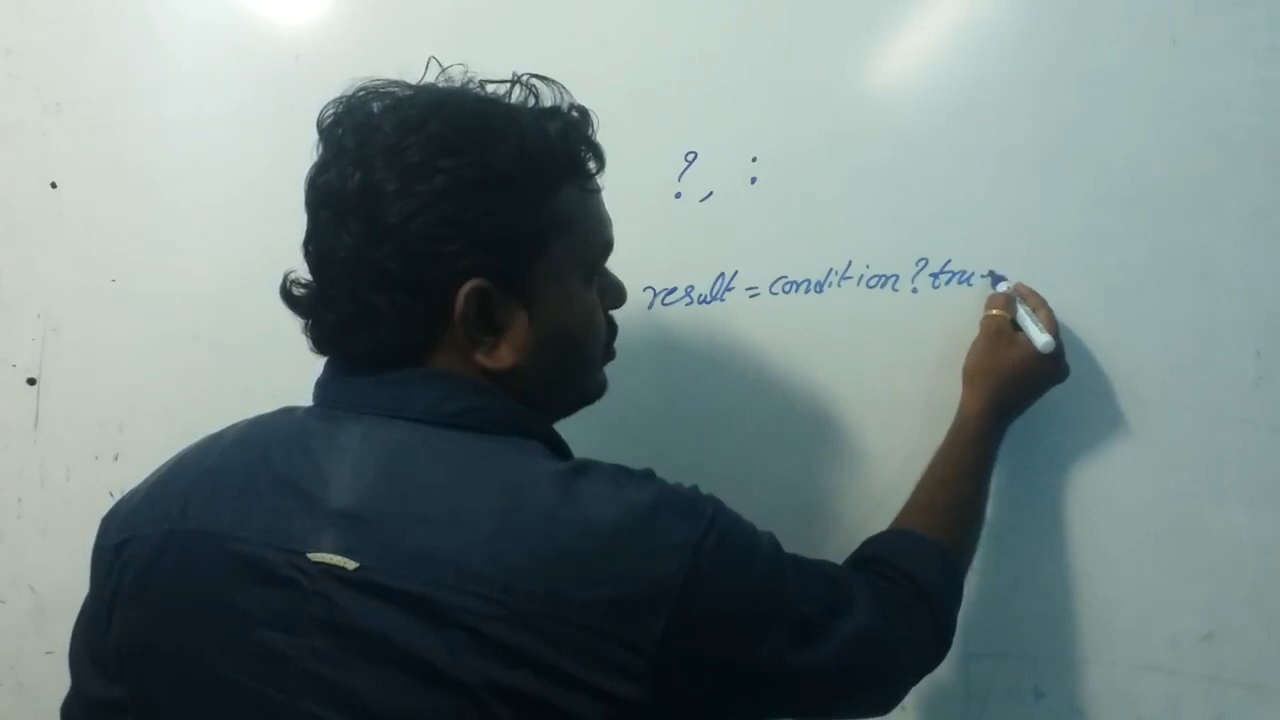 ? , :
result = condition ? tru